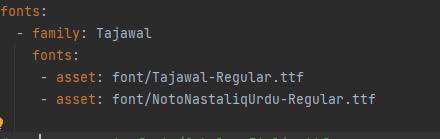 fonts:
- family: Tajawal
fonts:
- asset: font/Tajawal-Regular.ttf
- asset: font/NotoNastaliqUrdu-Regular.ttf